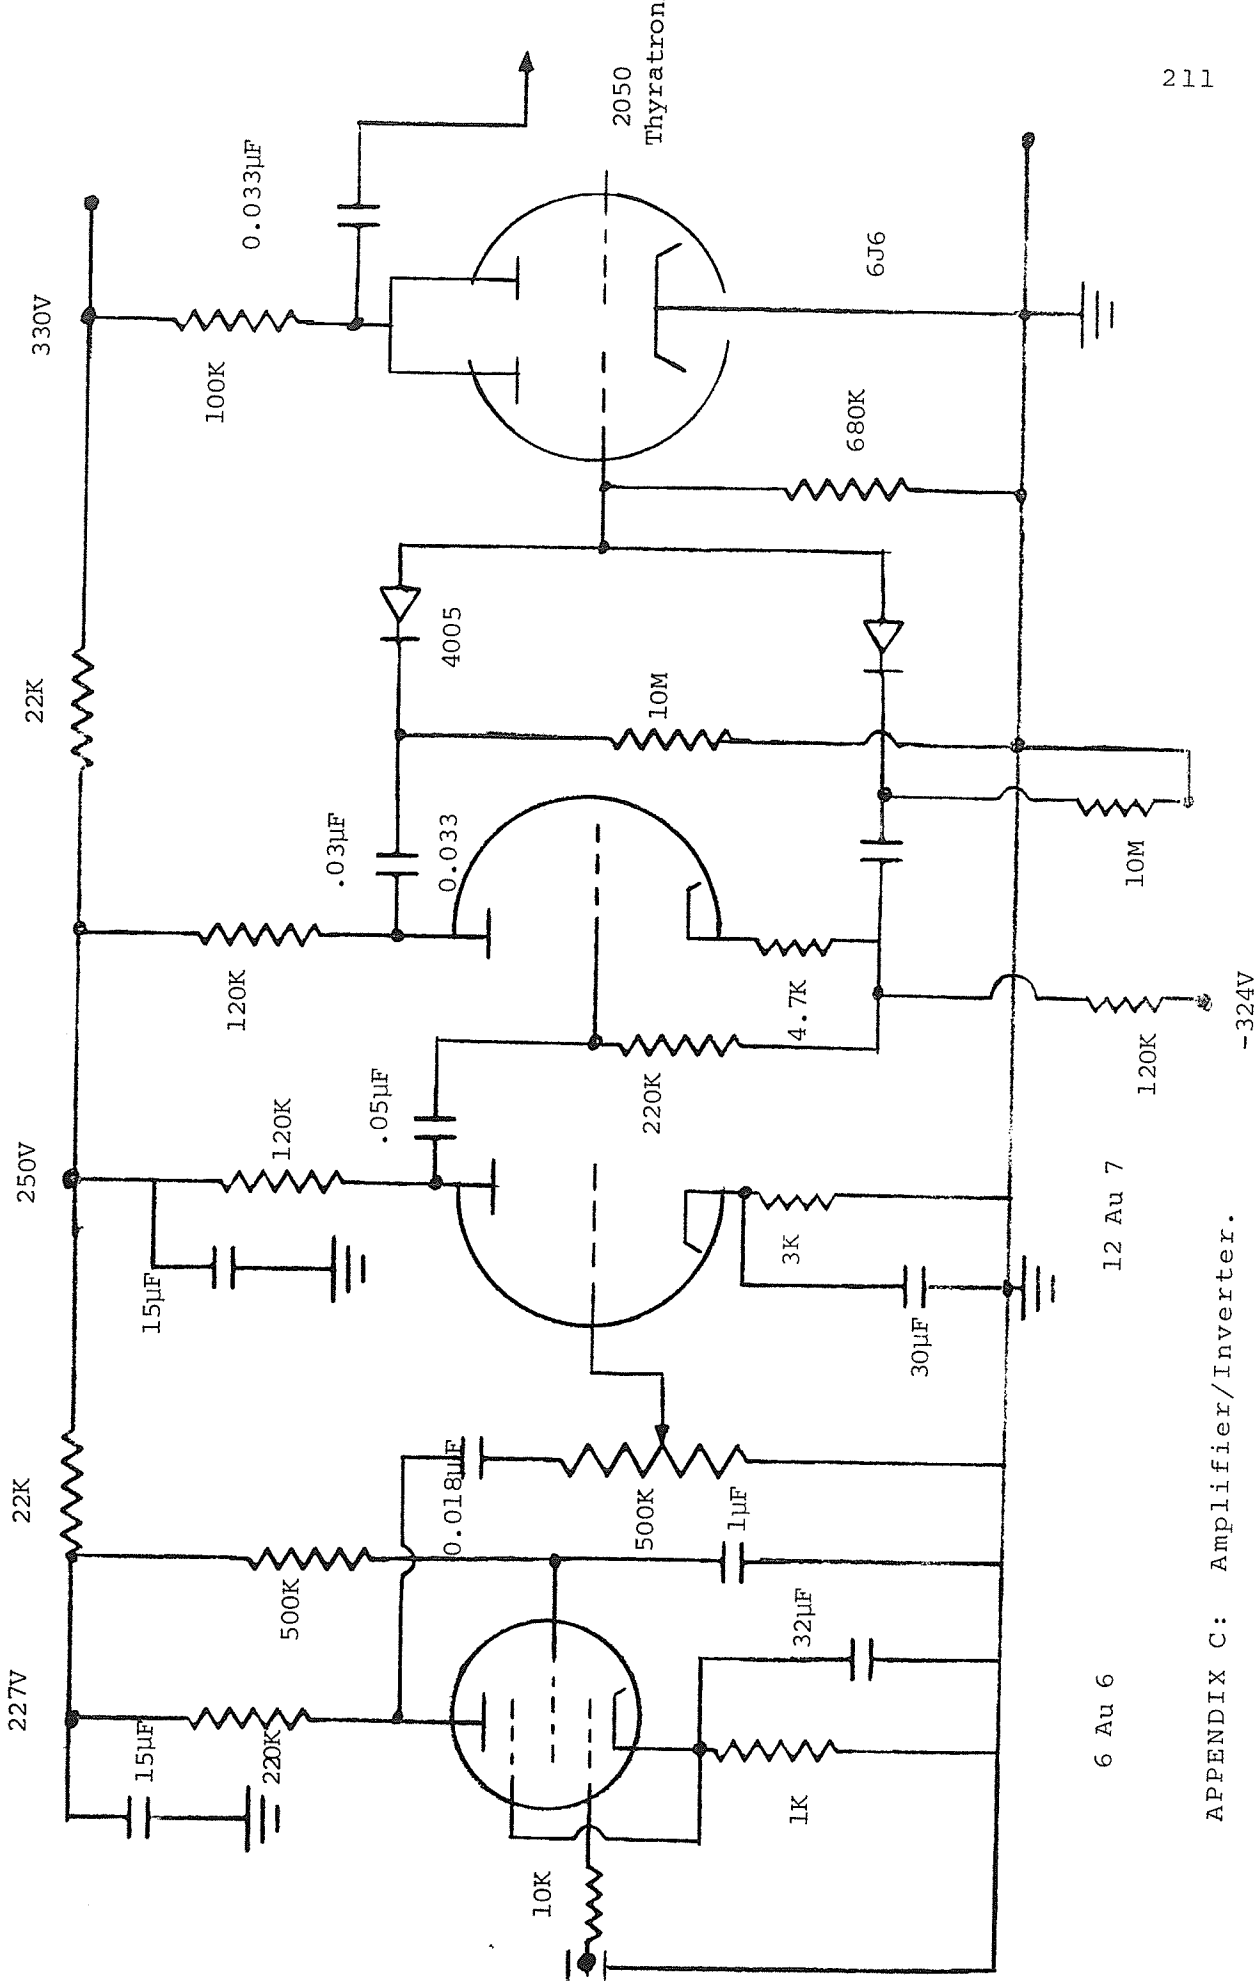 211
227V
22K
250V
22K
330V
15µF
220K
500K
15µF
120K
120K
100K
0.033µF
0.018µF
.05µF
.03µF
0.033
4005
2050
Thyratron
10K
1K
32µF
500K
1µF
3K
30µF
220K
4.7K
10M
680K
6J6
120K
-324V
10M
6 Au 6
12 Au 7
APPENDIX C: Amplifier/Inverter.